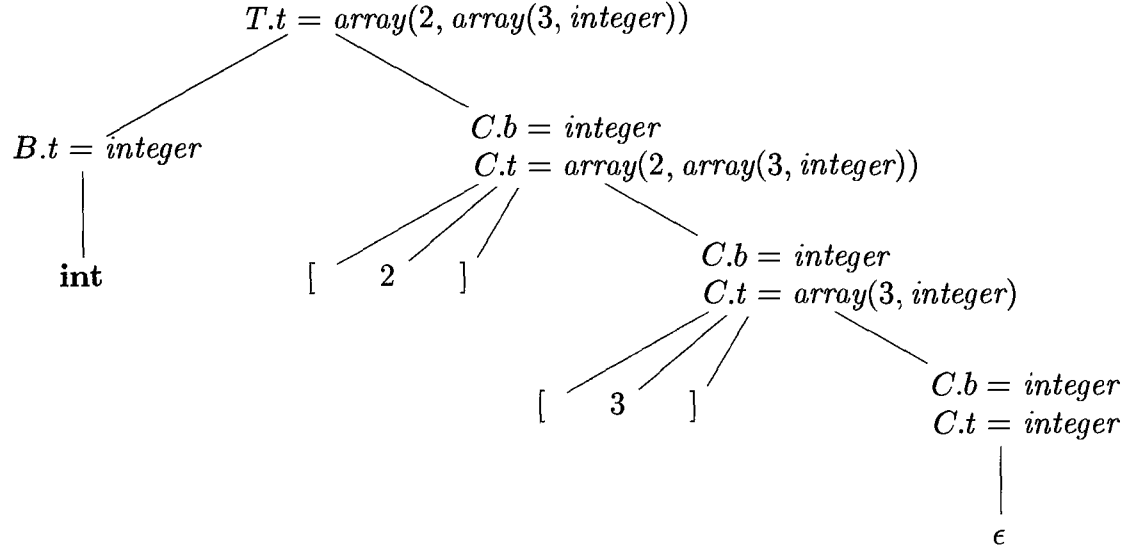 T.t = array(2, array(3, integer))
B.t = integer
C.b = integer
C.t = array(2, array(3, integer))
int
[ 2 ]
C.b = integer
C.t = array(3, integer)
[ 3 ]
C.b = integer
C.t = integer
ϵ